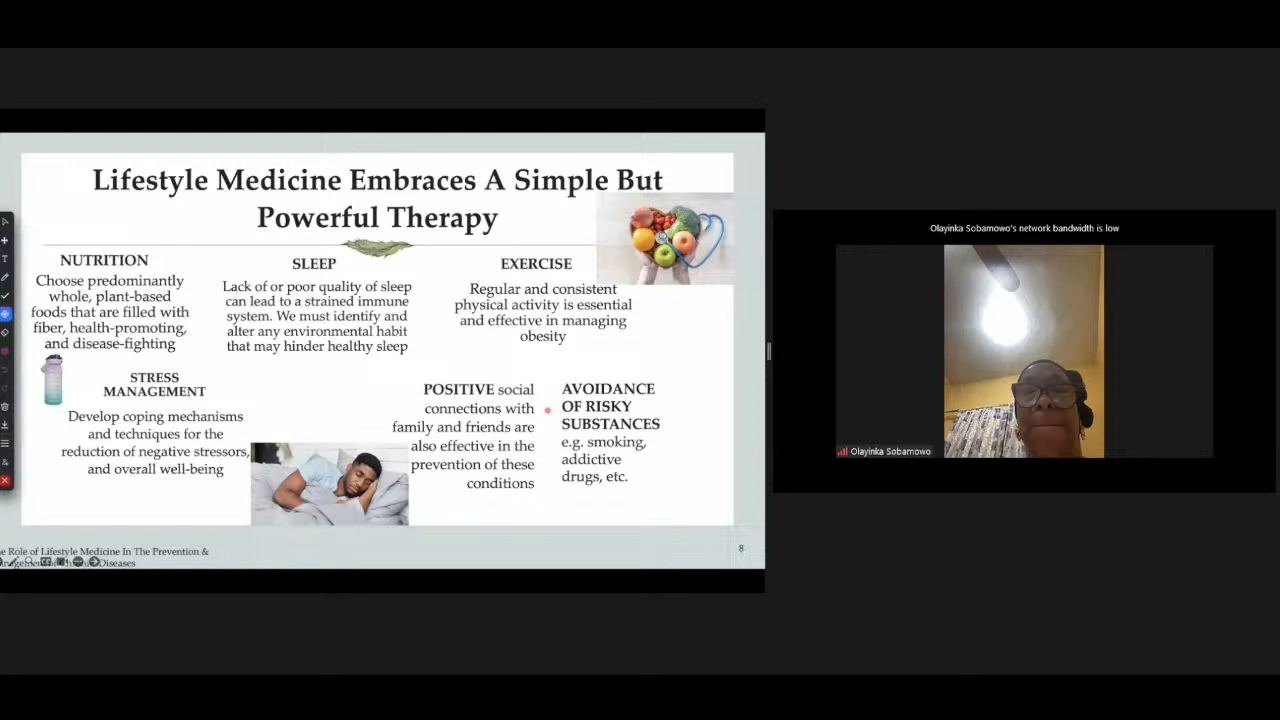 Lifestyle Medicine Embraces A Simple But
Powerful Therapy
NUTRITION
Choose predominantly
whole, plant-based
foods that are filled with
fiber, health-promoting,
and disease-fighting
SLEEP
Lack of or poor quality of sleep
can lead to a strained immune
system. We must identify and
alter any environmental habit
that may hinder healthy sleep
EXERCISE
Regular and consistent
physical activity is essential
and effective in managing
obesity
STRESS
MANAGEMENT
Develop coping mechanisms
and techniques for the
reduction of negative stressors,
and overall well-being
POSITIVE social
connections with
family and friends are
also effective in the
prevention of these
conditions
AVOIDANCE
OF RISKY
SUBSTANCES
e.g. smoking,
addictive
drugs, etc.
Role of Lifestyle Medicine In The Prevention &
Diseases
8
Olayinka Sobamowo's network bandwidth is low
Olayinka Sobamowo